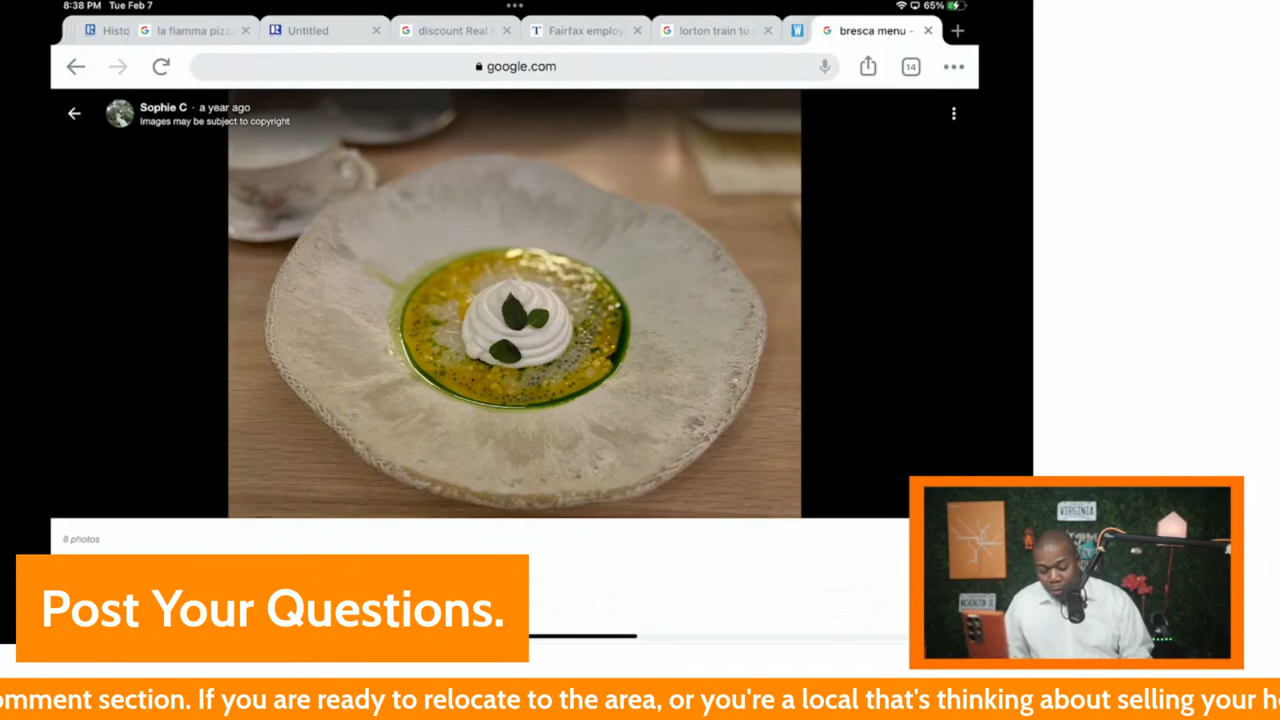 8:38 PM Tue Feb 7
65%
Histo
la fiamma pizz
Untitled
discount Real
Fairfax employ
lorton train to
bresca menu -
google.com
14
Sophie C · a year ago
Images may be subject to copyright
8 photos
VIRGINIA
WASHINGTON DC
Post Your Questions.
omment section. If you are ready to relocate to the area, or you're a local that's thinking about selling your h